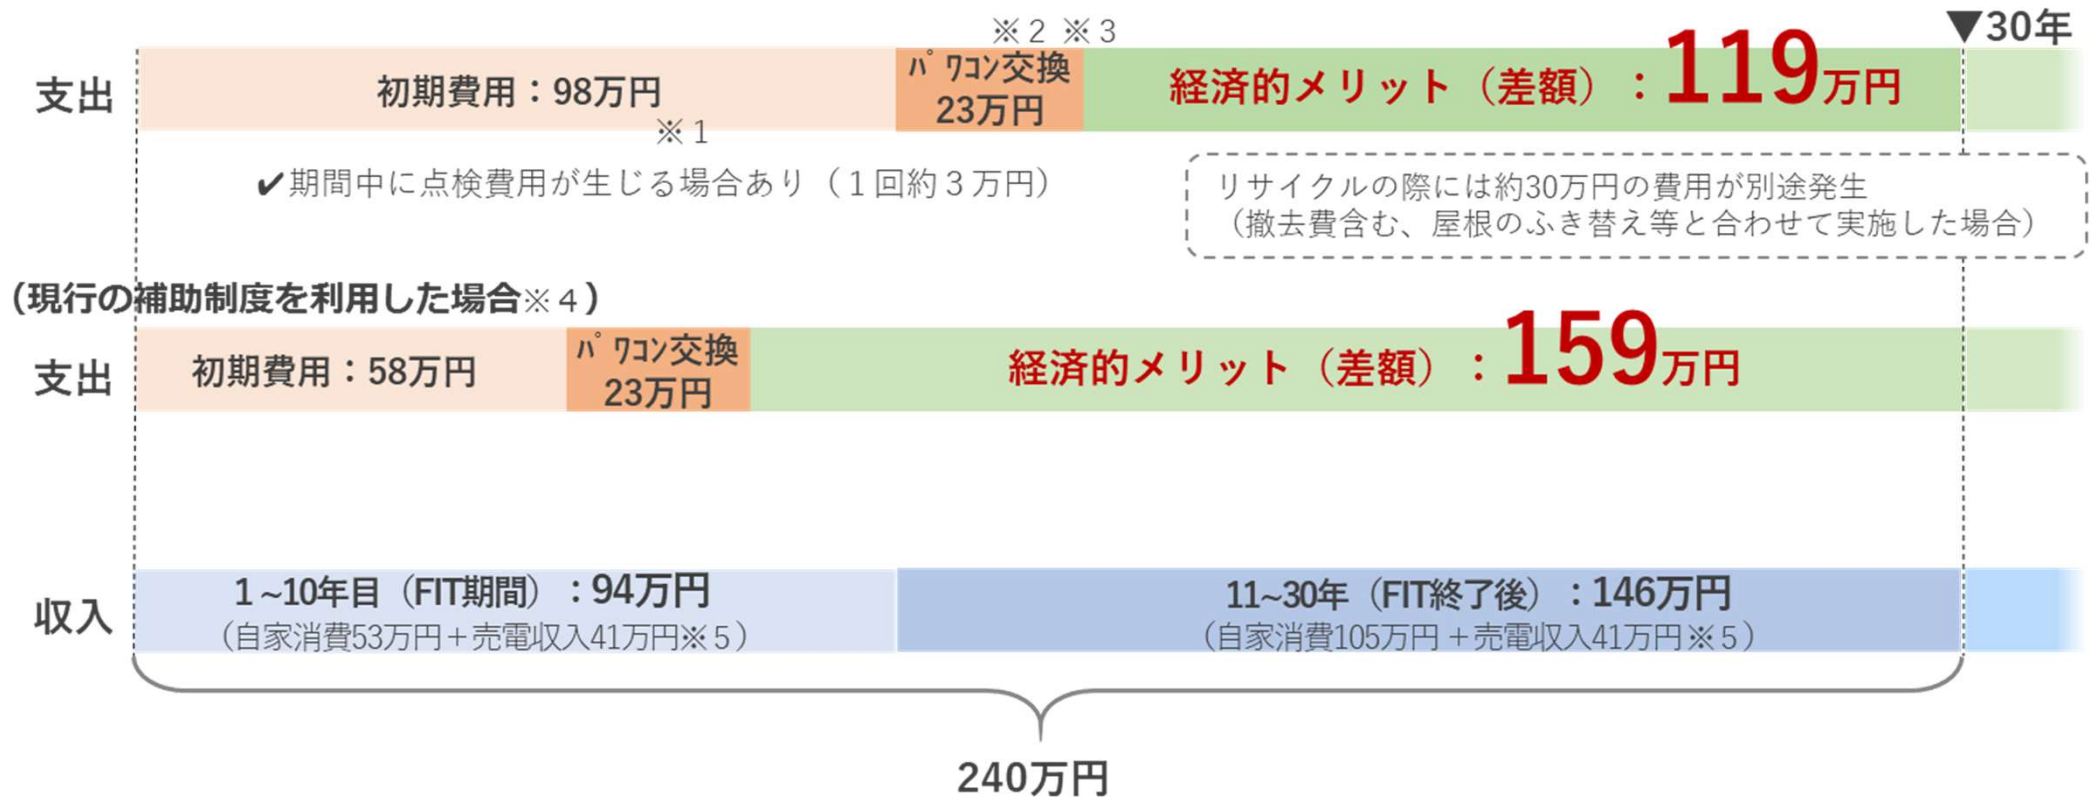 ▼30年
※2 ※3
支出
初期費用：98万円
※1
ﾊﾟﾜｺﾝ交換
23万円
経済的メリット（差額）：119万円
✔期間中に点検費用が生じる場合あり（１回約３万円）
リサイクルの際には約30万円の費用が別途発生
（撤去費含む、屋根のふき替え等と合わせて実施した場合）
（現行の補助制度を利用した場合※４）
支出
初期費用：58万円
ﾊﾟﾜｺﾝ交換
23万円
経済的メリット（差額）：159万円
収入
1~10年目（FIT期間）：94万円
（自家消費53万円＋売電収入41万円※５）
11~30年（FIT終了後）：146万円
（自家消費105万円＋売電収入41万円※５）
240万円